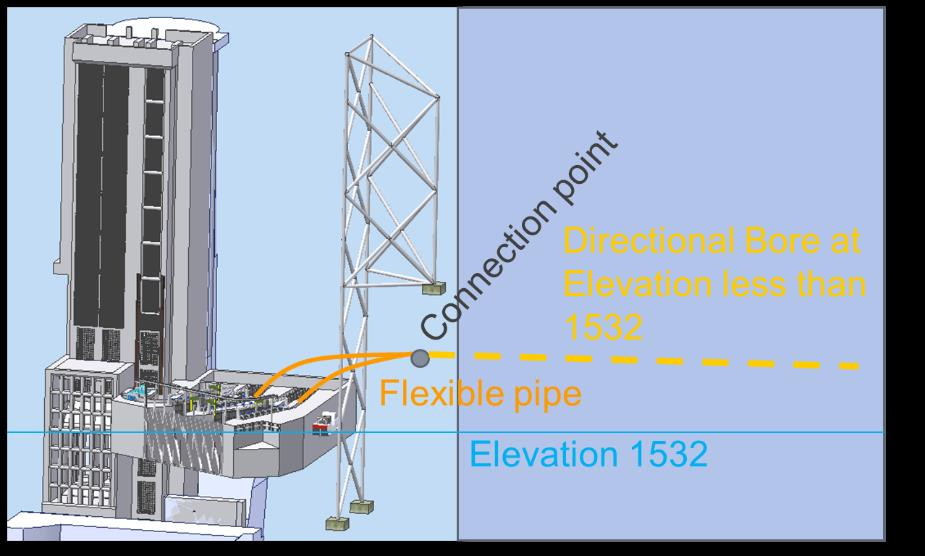 Connection point
Directional Bore at
Elevation less than
1532
Flexible pipe
Elevation 1532